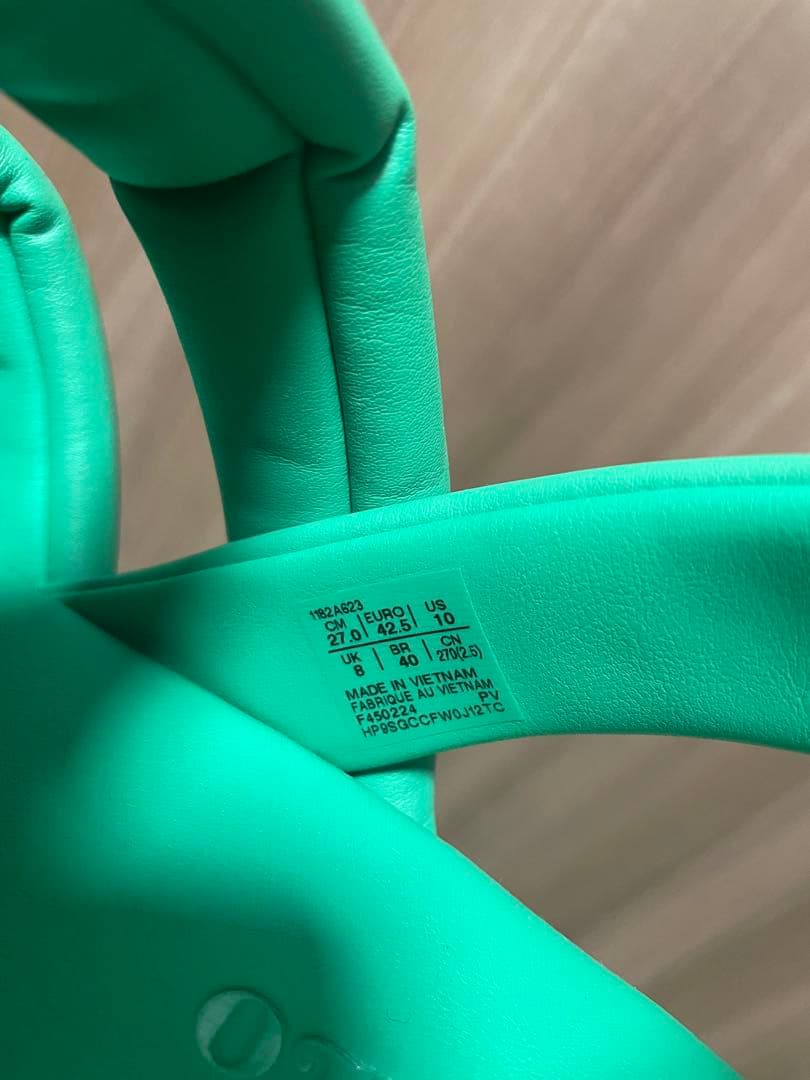 1182A623
CM EURO US
27.0 42.5 10
UK BR CN
8 40 270(2.5)
MADE IN VIETNAM
FABRIQUE AU VIETNAM
F450224 PV
HP9SGCCFW0J12TC